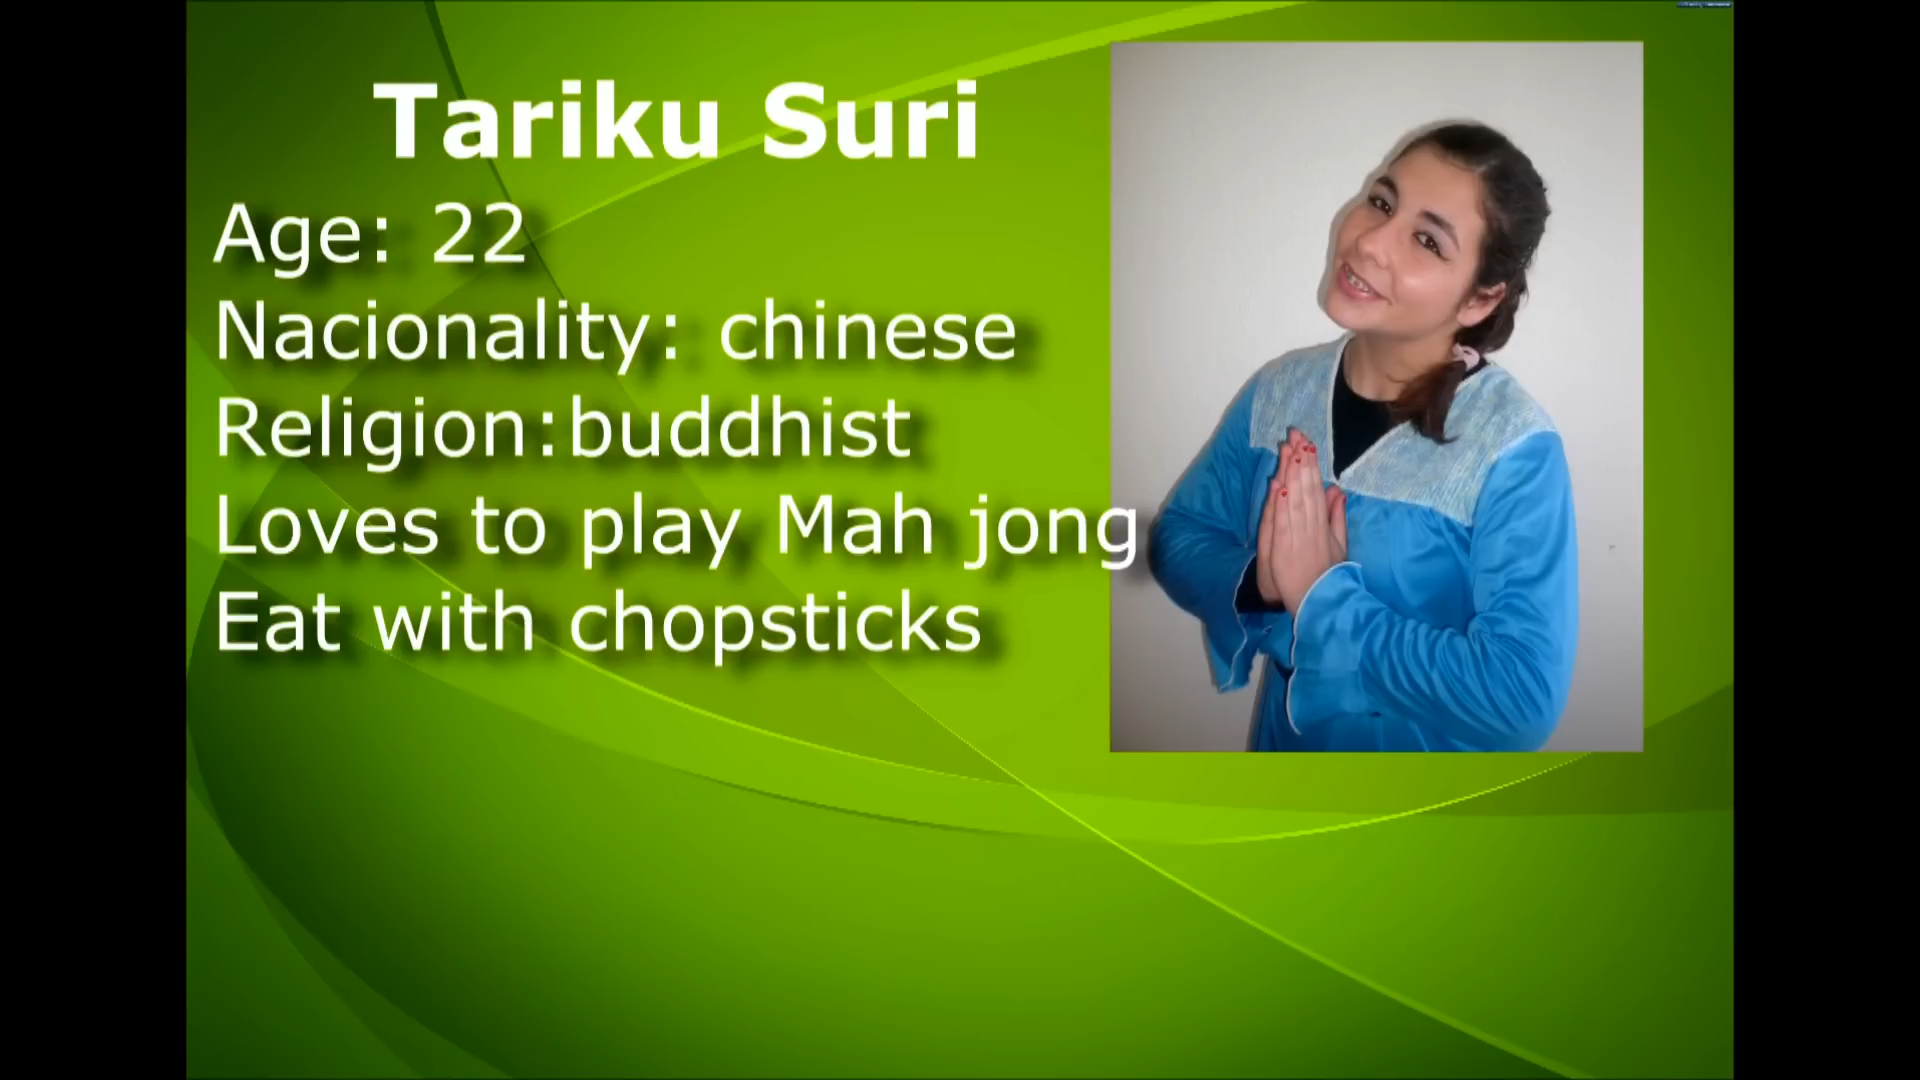 Tariku Suri
Age: 22
Nacionality: chinese
Religion:buddhist
Loves to play Mah jong
Eat with chopsticks